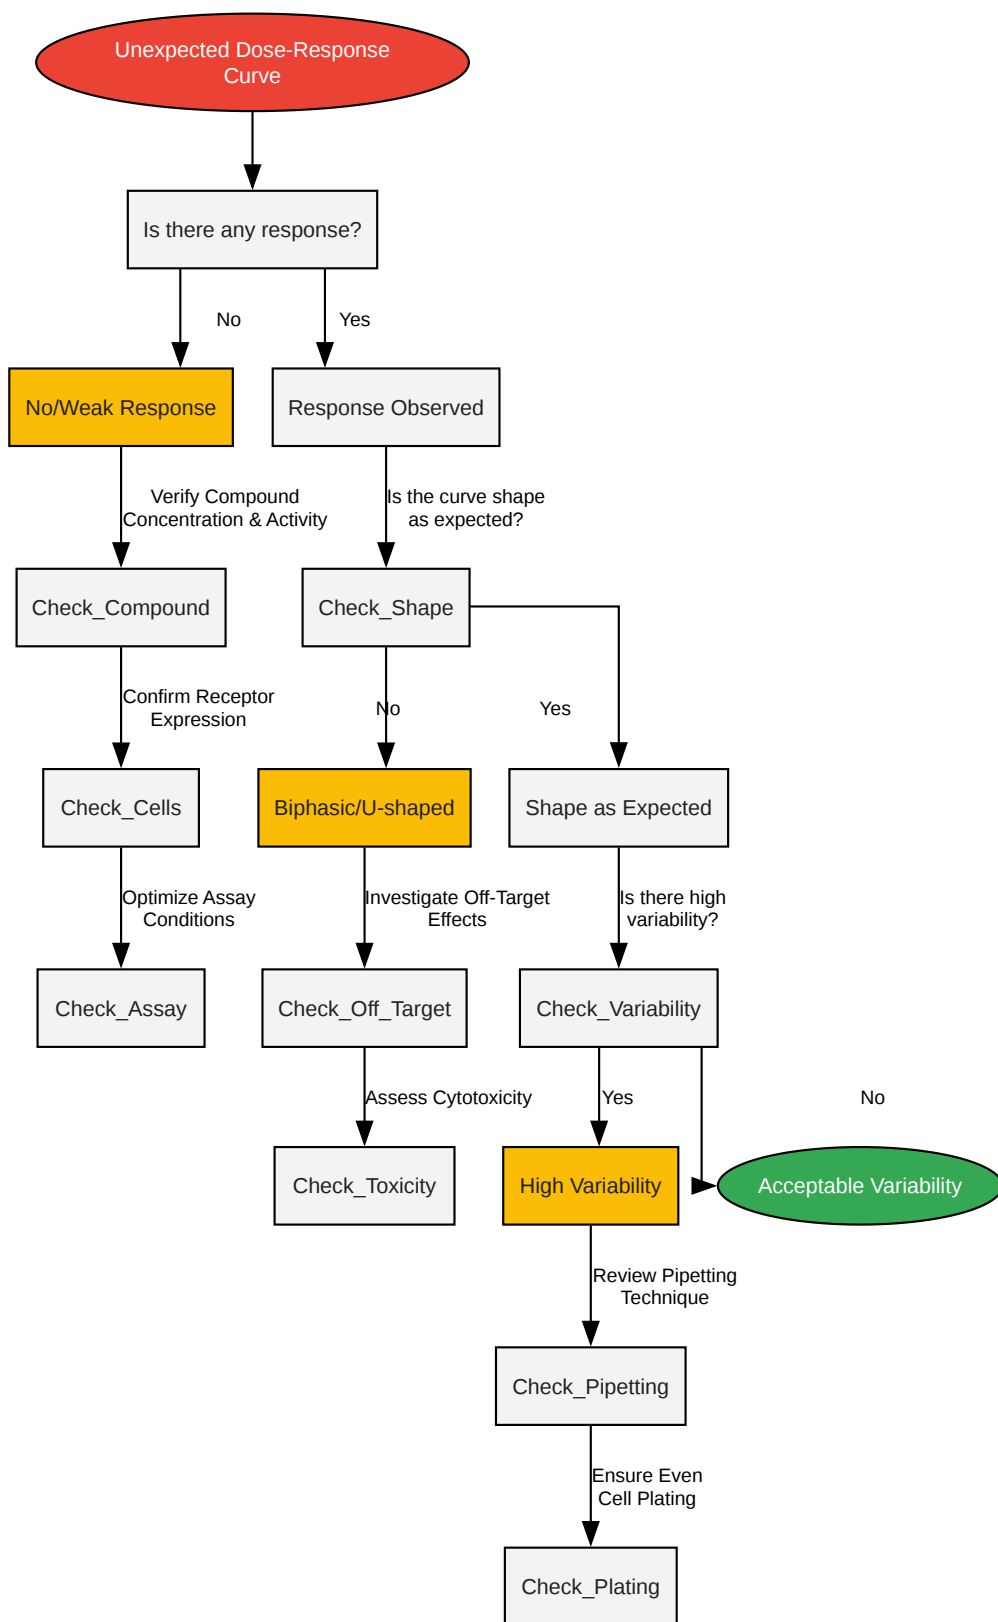 Unexpected Dose-Response
Curve
Is there any response?
No
Yes
No/Weak Response
Response Observed
Verify Compound
Concentration & Activity
Is the curve shape
as expected?
Check_Compound
Check_Shape
Confirm Receptor
Expression
No
Yes
Check_Cells
Biphasic/U-shaped
Shape as Expected
Optimize Assay
Conditions
Investigate Off-Target
Effects
Is there high
variability?
Check_Assay
Check_Off_Target
Check_Variability
Assess Cytotoxicity
Yes
No
Check_Toxicity
High Variability
Acceptable Variability
Review Pipetting
Technique
Check_Pipetting
Ensure Even
Cell Plating
Check_Plating